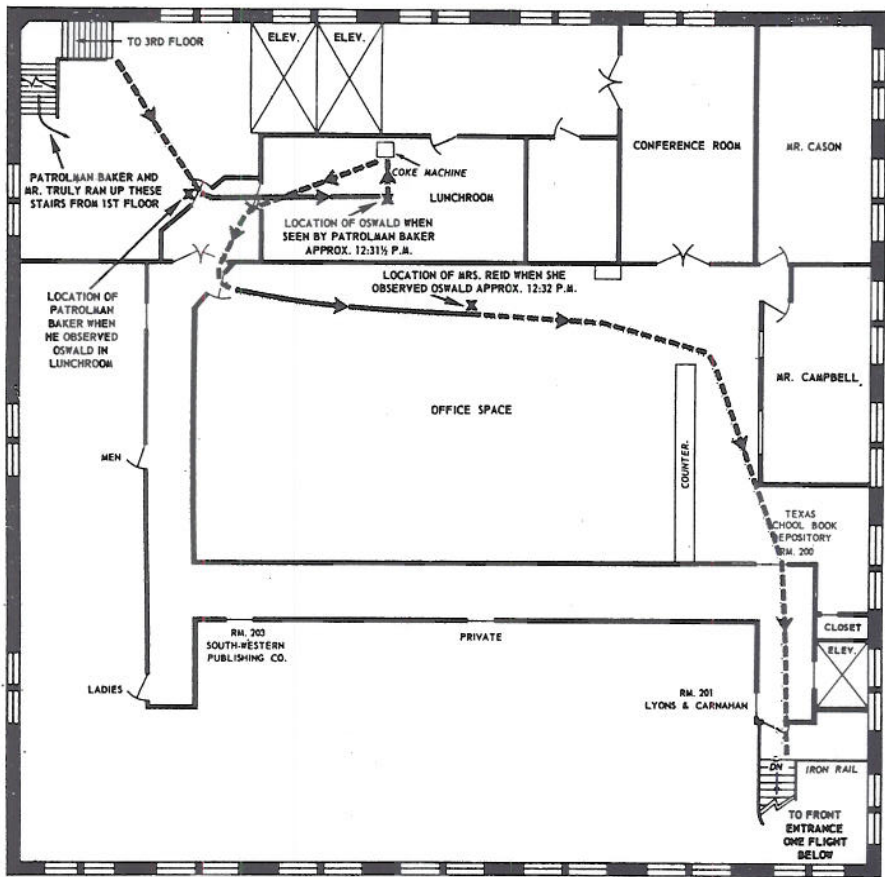 TO 3RD FLOOR
ELEV.
ELEV.
PATROLMAN BAKER AND
MR. TRULY RAN UP THESE
STAIRS FROM 1ST FLOOR
COKE MACHINE
LUNCHROOM
CONFERENCE ROOM
MR. CASON
LOCATION OF OSWALD WHEN
SEEN BY PATROLMAN BAKER
APPROX. 12:31½ P.M.
LOCATION OF MRS. REID WHEN SHE
OBSERVED OSWALD APPROX. 12:32 P.M.
LOCATION OF
PATROLMAN
BAKER WHEN
HE OBSERVED
OSWALD IN
LUNCHROOM
MR. CAMPBELL
OFFICE SPACE
COUNTER.
MEN
TEXAS
CHOOL BOOK
EPOSITORY
RM. 200
CLOSET
ELEV.
RM. 203
SOUTH-WESTERN
PUBLISHING CO.
PRIVATE
LADIES
RM. 201
LYONS & CARNAHAN
DN
IRON RAIL
TO FRONT
ENTRANCE
ONE FLIGHT
BELOW